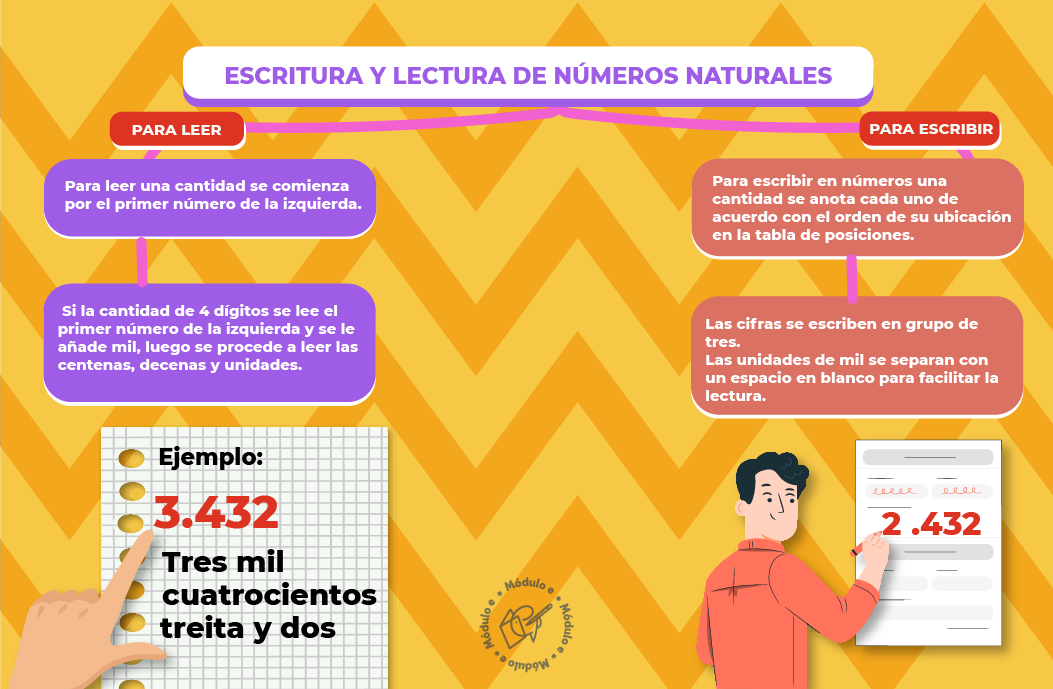 ESCRITURA Y LECTURA DE NÚMEROS NATURALES
PARA LEER
Para leer una cantidad se comienza
por el primer número de la izquierda.
Si la cantidad de 4 dígitos se lee el
primer número de la izquierda y se le
añade mil, luego se procede a leer las
centenas, decenas y unidades.
Ejemplo:
3.432
Tres mil
cuatrocientos
treita y dos
PARA ESCRIBIR
Para escribir en números una
cantidad se anota cada uno de
acuerdo con el orden de su ubicación
en la tabla de posiciones.
Las cifras se escriben en grupo de
tres.
Las unidades de mil se separan con
un espacio en blanco para facilitar la
lectura.
2 .432
Módulo e • Módulo e • Módulo e • Módulo e •